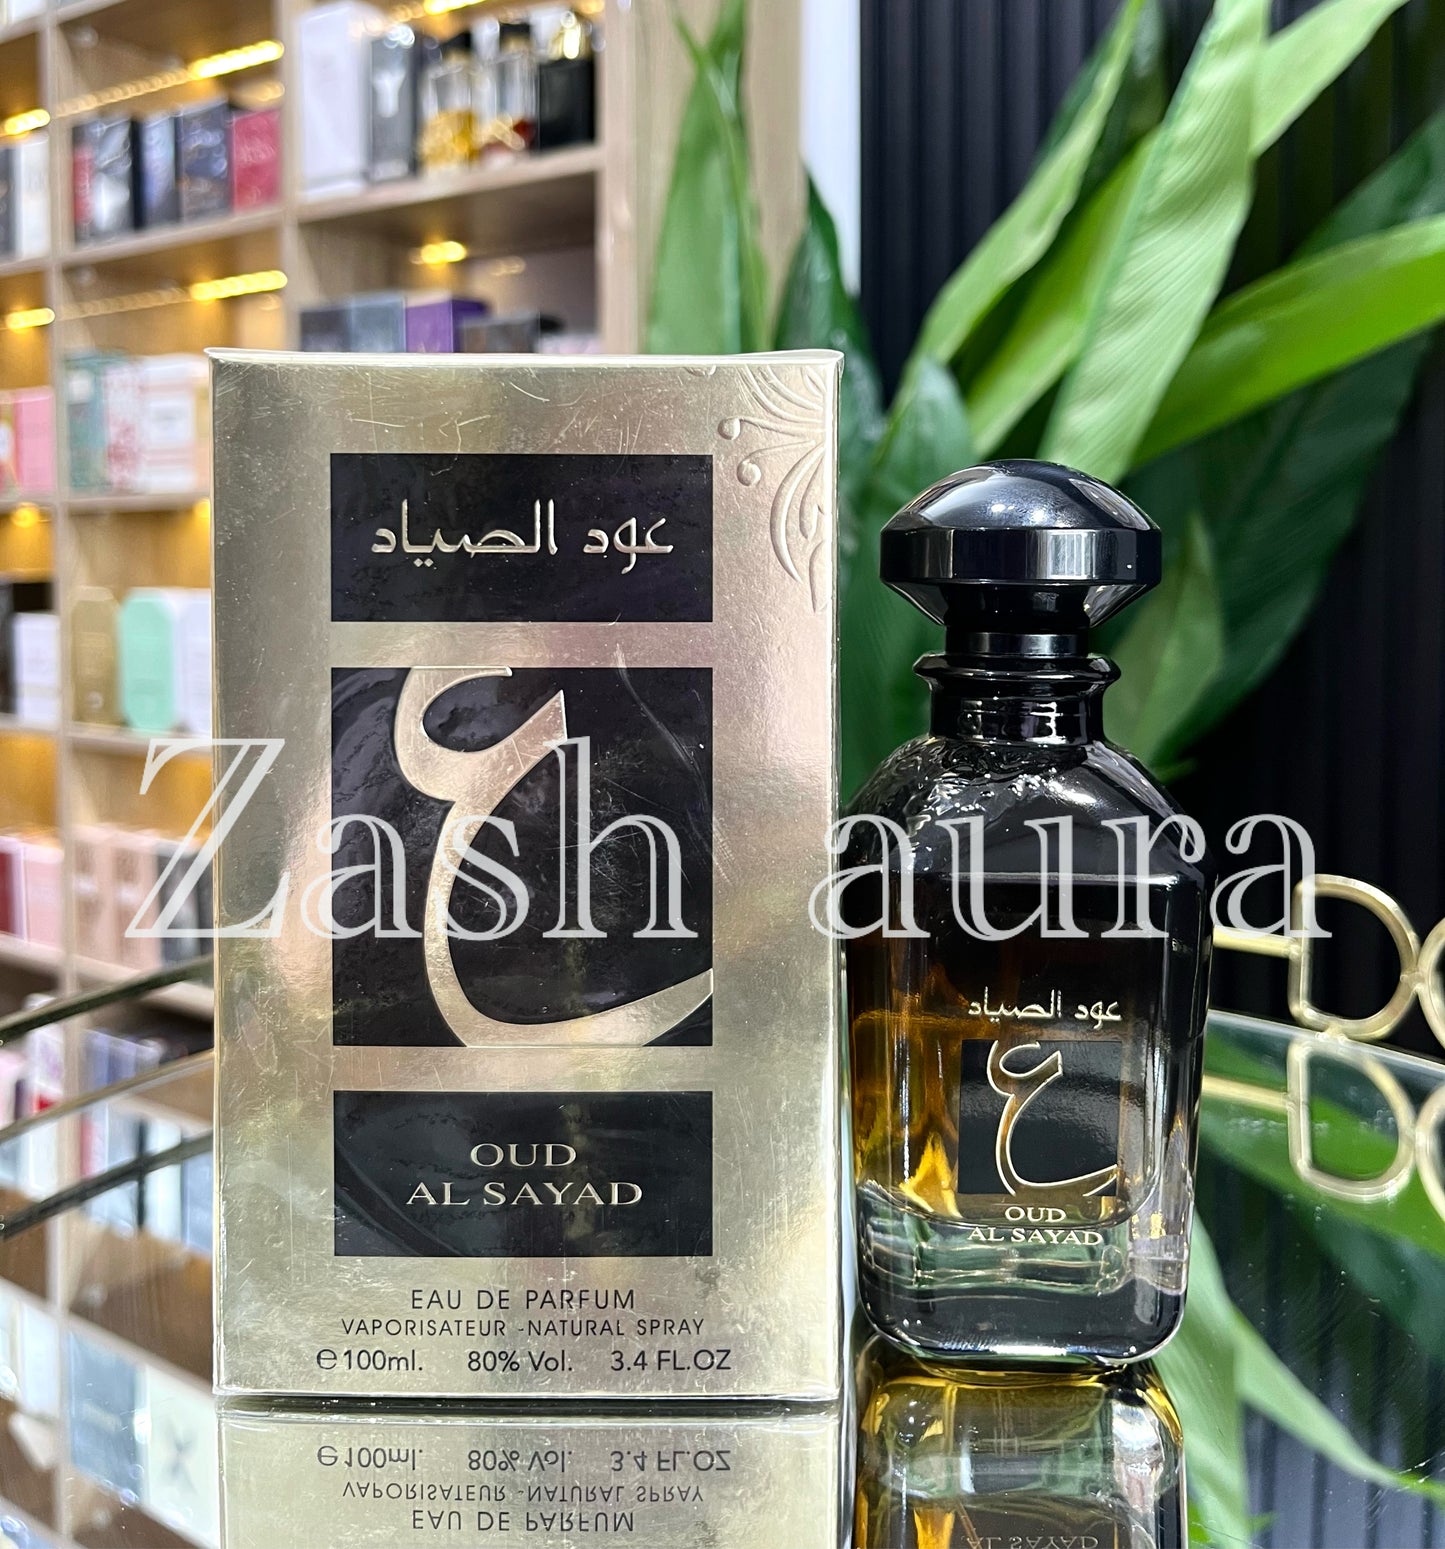 عود الصياد
ع
OUD
AL SAYAD
EAU DE PARFUM
VAPORISATEUR - NATURAL SPRAY
℮100ml. 80% Vol. 3.4 FL.OZ
Zash aura
عود الصياد
ع
OUD
AL SAYAD